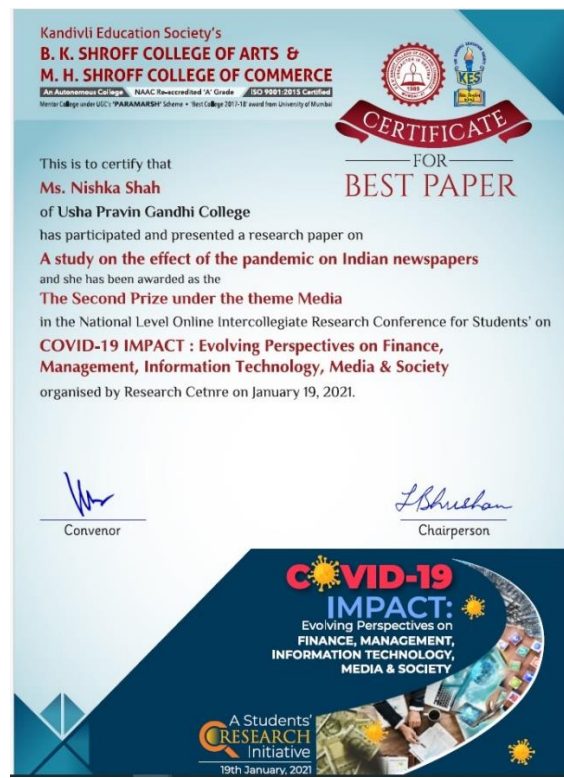 Kandivli Education Society's
B. K. SHROFF COLLEGE OF ARTS &
M. H. SHROFF COLLEGE OF COMMERCE
An Autonomous College NAAC Re-accredited 'A' Grade ISO 9001:2015 Certified
Mentor College under UGC's 'PARAMARSH' Scheme • 'Best College 2017-18' award from University of Mumbai
1989
KES
CERTIFICATE
FOR
BEST PAPER
This is to certify that
Ms. Nishka Shah
of Usha Pravin Gandhi College
has participated and presented a research paper on
A study on the effect of the pandemic on Indian newspapers
and she has been awarded as the
The Second Prize under the theme Media
in the National Level Online Intercollegiate Research Conference for Students' on
COVID-19 IMPACT : Evolving Perspectives on Finance,
Management, Information Technology, Media & Society
organised by Research Cetnre on January 19, 2021.
Convenor
Chairperson
COVID-19
IMPACT:
Evolving Perspectives on
FINANCE, MANAGEMENT,
INFORMATION TECHNOLOGY,
MEDIA & SOCIETY
A Students'
RESEARCH
Initiative
19th January, 2021